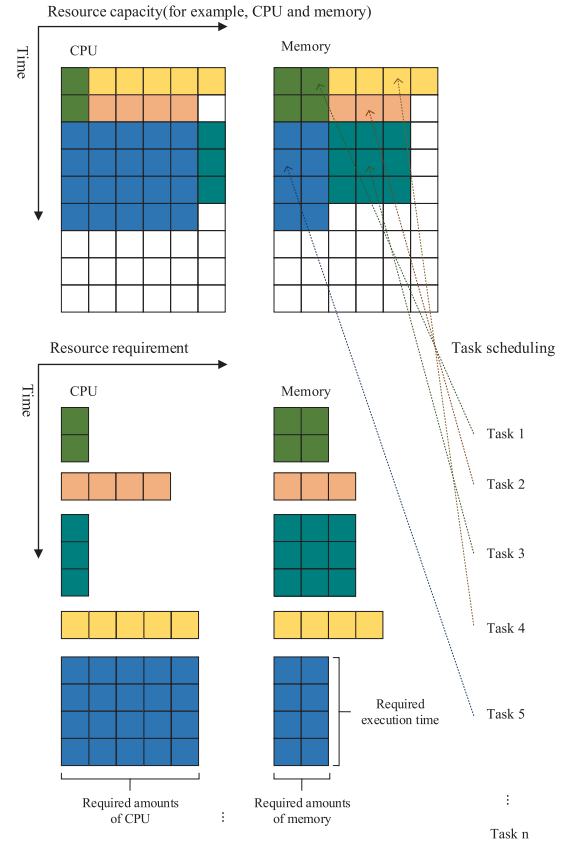 Resource capacity(for example, CPU and memory)
Time
CPU
Memory
Resource requirement
Task scheduling
Time
CPU
Memory
Task 1
Task 2
Task 3
Task 4
Task 5
Required
execution time
Required amounts
of CPU
⋮
Required amounts
of memory
⋮
Task n